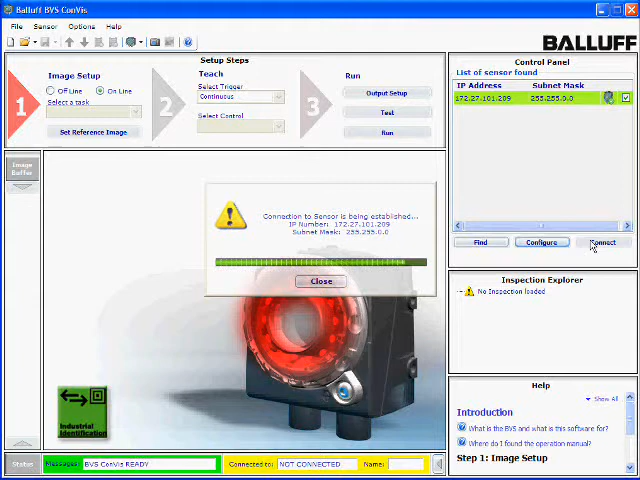 Balluff BVS ConVis
File Sensor Options Help
BALLUFF
Setup Steps
Image Setup
Off Line On Line
Select a task
Set Reference Image
1
2
Teach
Select Trigger
Continuous
Select Control
3
Run
Output Setup
Test
Run
Control Panel
List of sensor found
IP Address Subnet Mask
172.27.101.209 255.255.0.0
Find Configure Connect
Image
Buffer
Connection to Sensor is being established...
IP Number: 172.27.101.209
Subnet Mask: 255.255.0.0
Close
Industrial
Identification
Inspection Explorer
No Inspection loaded
Help
Show All
Introduction
What is the BVS and what is this software for?
Where do I found the operation manual?
Step 1: Image Setup
Status Messages: BVS ConVis READY Connected to: NOT CONNECTED Name: